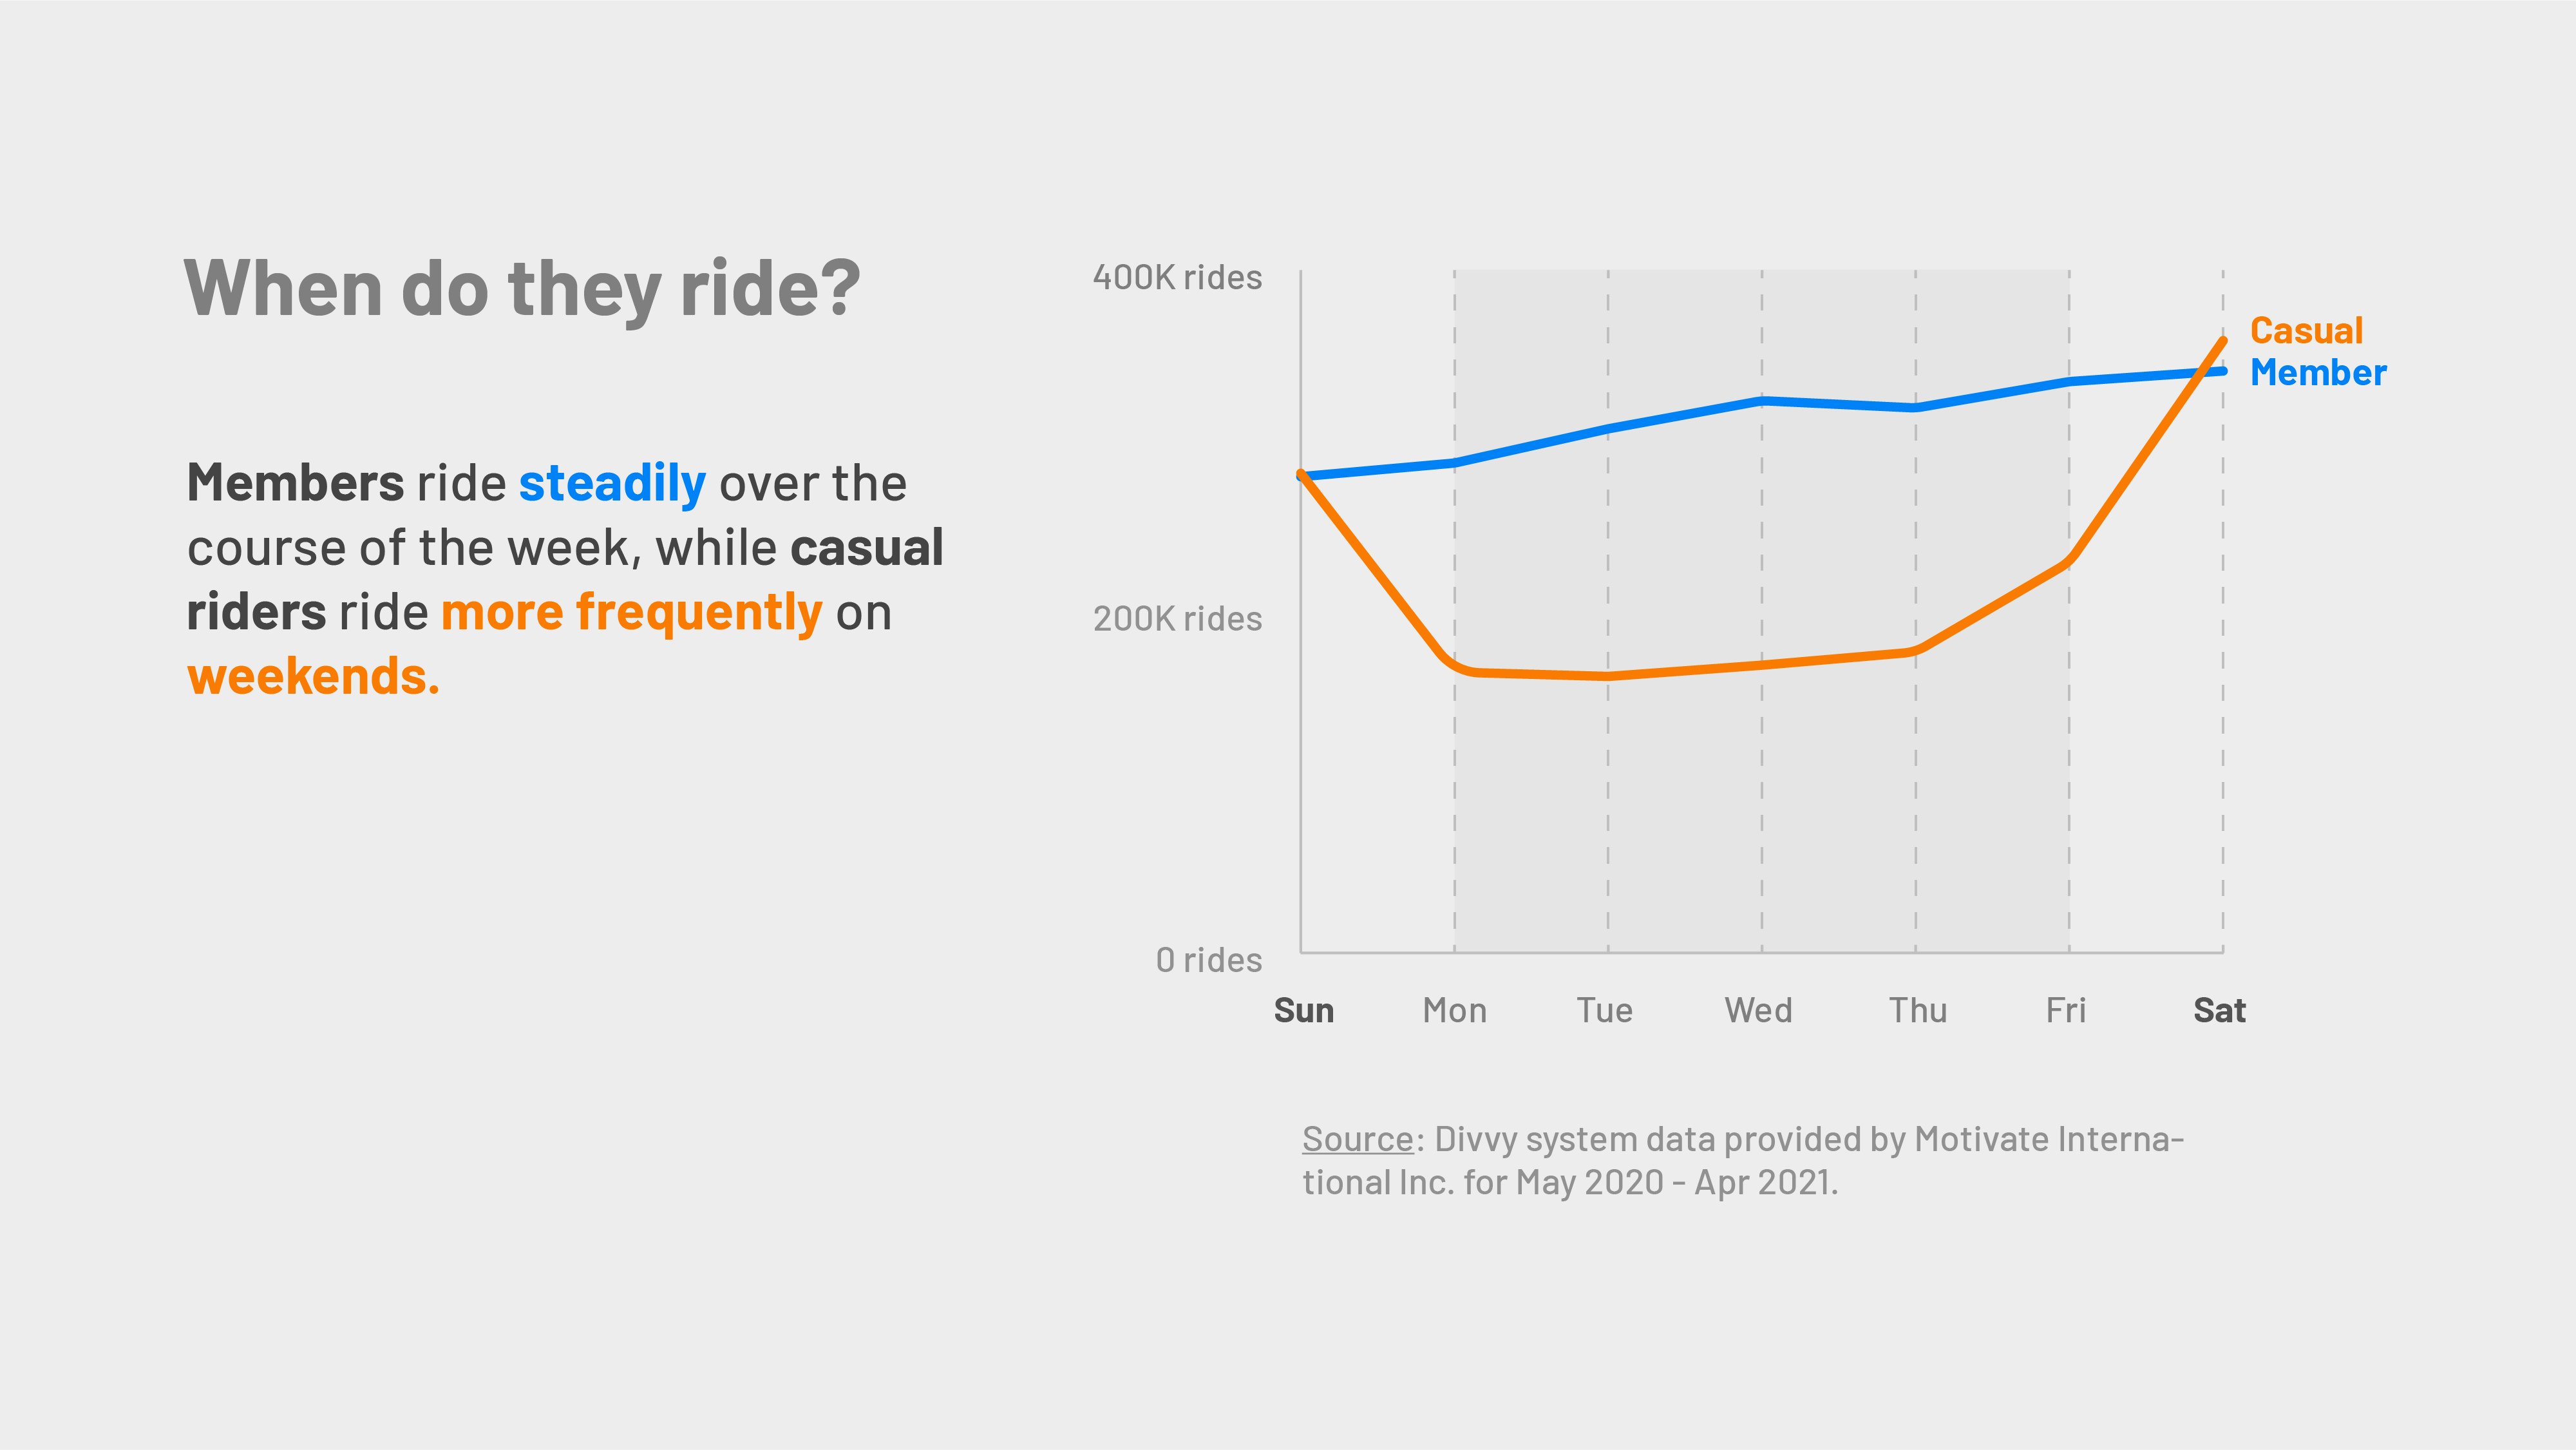 When do they ride?
Members ride steadily over the
course of the week, while casual
riders ride more frequently on
weekends.
400K rides
200K rides
0 rides
Casual
Member
Sun Mon Tue Wed Thu Fri Sat
Source: Divvy system data provided by Motivate Interna-
tional Inc. for May 2020 - Apr 2021.